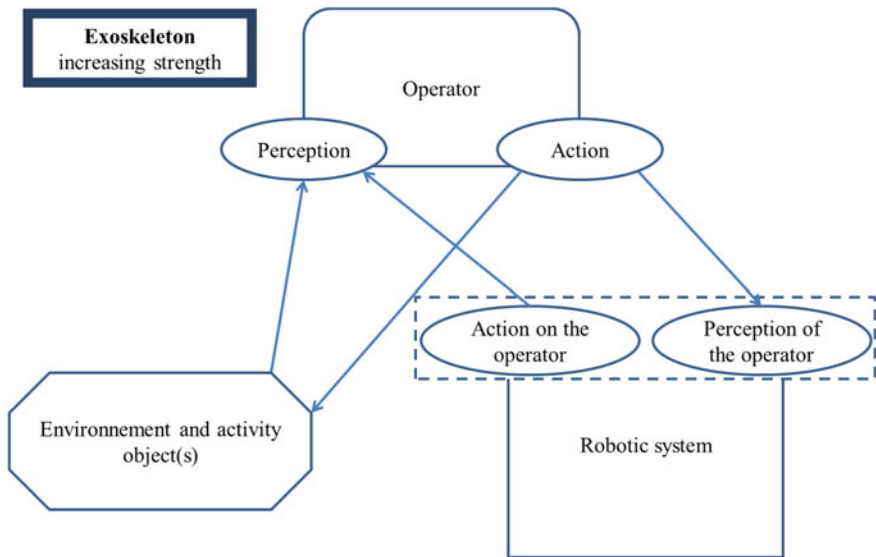 Exoskeleton
increasing strength
Operator
Perception
Action
Action on the
operator
Perception of
the operator
Environnement and activity
object(s)
Robotic system